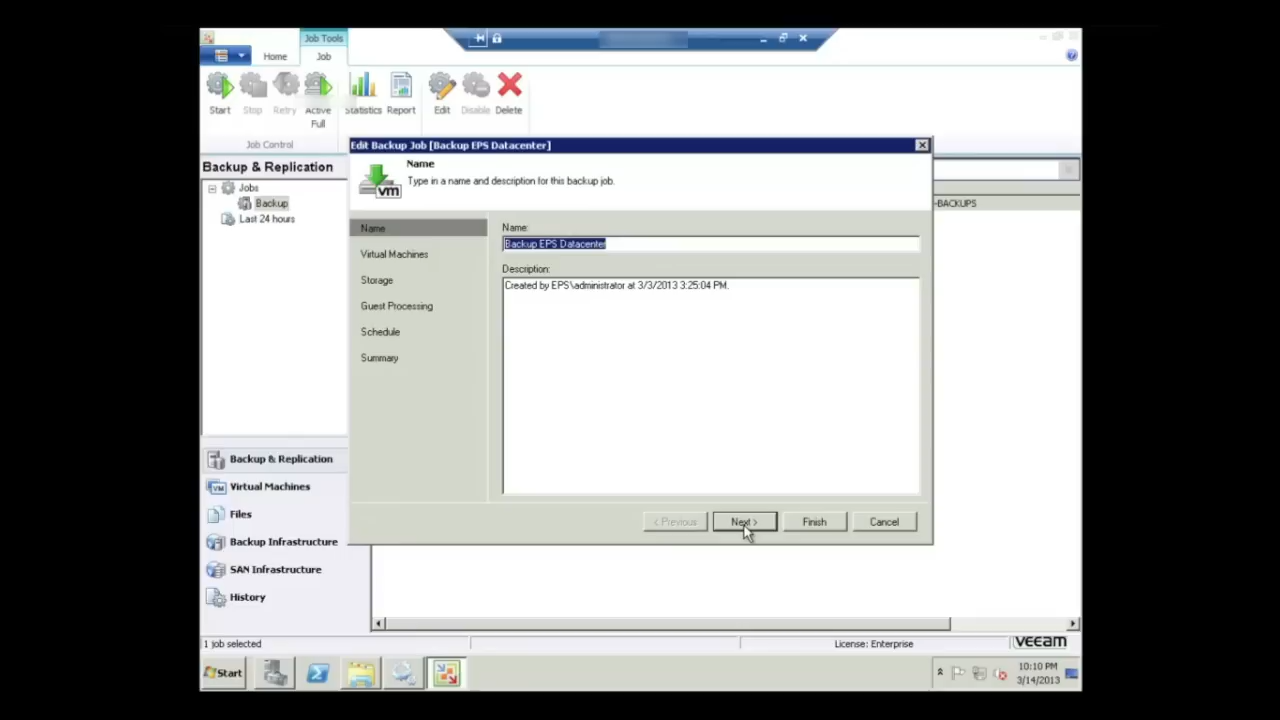 Job Tools
Home
Job
Start
Stop
Retry
Active
Full
Statistics
Report
Edit
Disable
Delete
Job Control
Backup & Replication
Jobs
Backup
Last 24 hours
Edit Backup Job [Backup EPS Datacenter]
Name
Type in a name and description for this backup job.
vm
-BACKUPS
Name
Virtual Machines
Storage
Guest Processing
Schedule
Summary
Name:
Backup EPS Datacenter
Description:
Created by EPS\administrator at 3/3/2013 3:25:04 PM.
< Previous
Next >
Finish
Cancel
Backup & Replication
VM
Virtual Machines
Files
Backup Infrastructure
SAN Infrastructure
History
1 job selected
License: Enterprise
veeam
Start
10:10 PM
3/14/2013